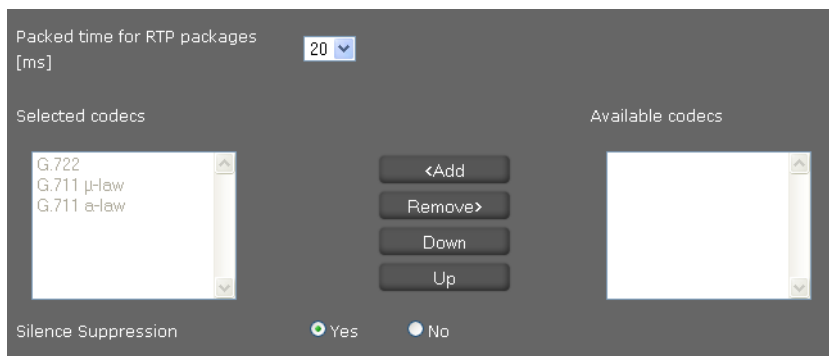 Packed time for RTP packages
[ms]
20
Selected codecs
Available codecs
G.722
G.711 µ-law
G.711 a-law
<Add
Remove>
Down
Up
Silence Suppression
Yes
No